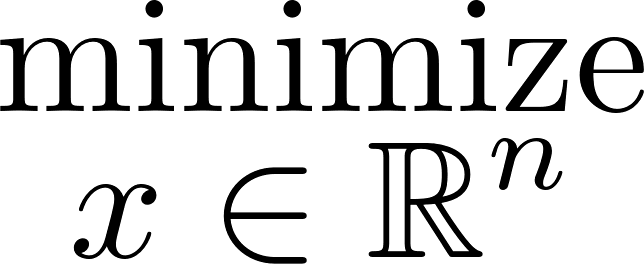 minimize
x ∈ ℝⁿ